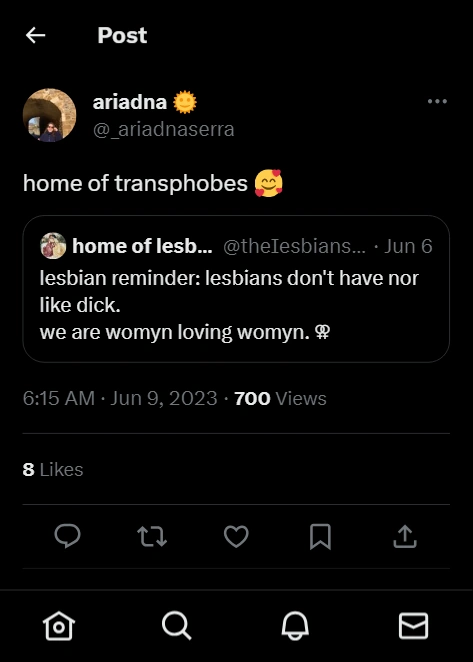 Post
ariadna
@_ariadnaserra
home of transphobes
home of lesb... @theIesbians... · Jun 6
lesbian reminder: lesbians don't have nor
like dick.
we are womyn loving womyn. ⚢
6:15 AM · Jun 9, 2023 · 700 Views
8 Likes